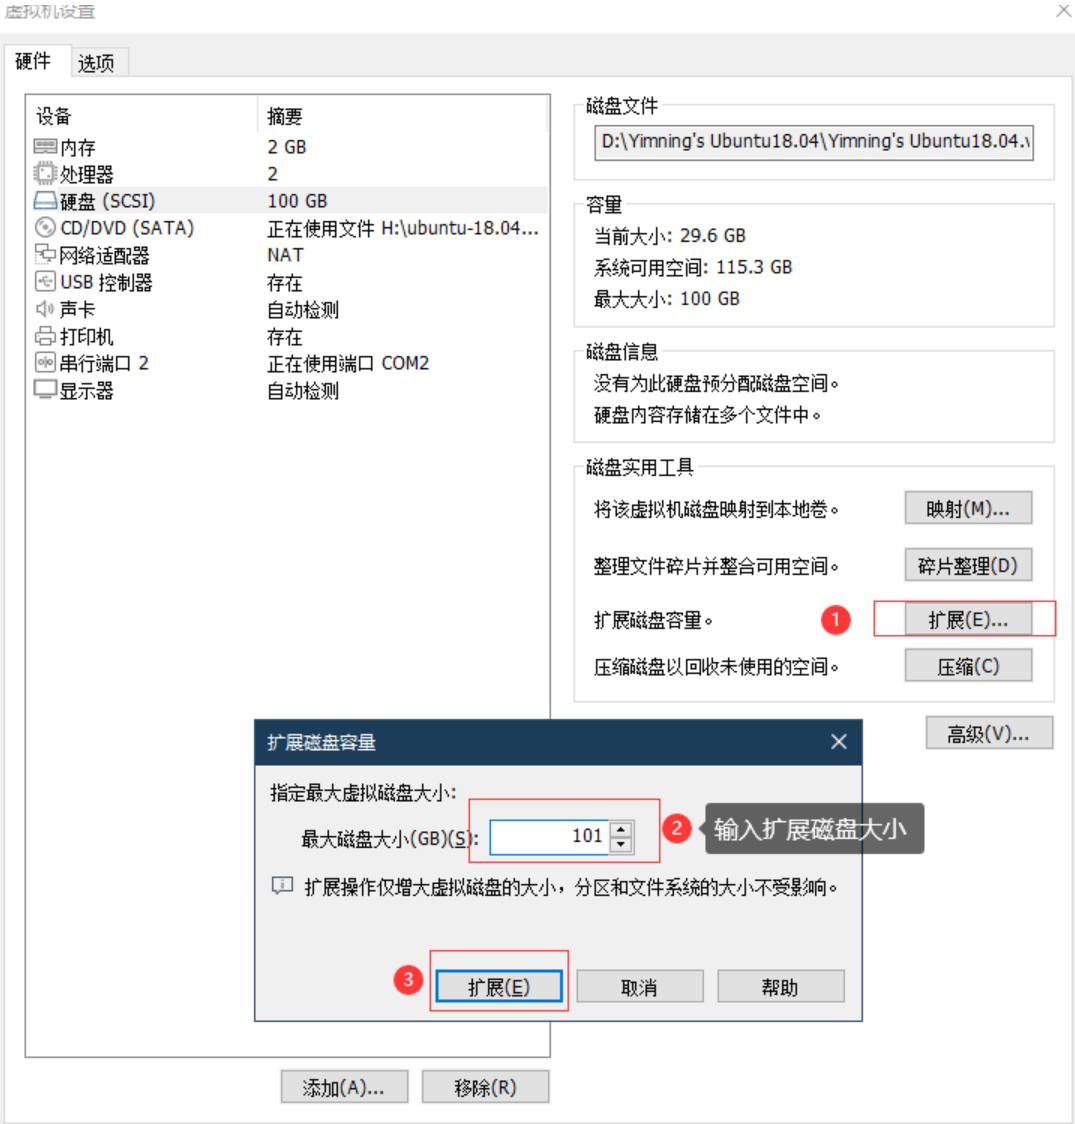 虚拟机设置
硬件
选项
设备 摘要
内存 2 GB
处理器 2
硬盘 (SCSI) 100 GB
CD/DVD (SATA) 正在使用文件 H:\ubuntu-18.04...
网络适配器 NAT
USB 控制器 存在
声卡 自动检测
打印机 存在
串行端口 2 正在使用端口 COM2
显示器 自动检测
磁盘文件
D:\Yimning's Ubuntu18.04\Yimning's Ubuntu18.04.v
容量
当前大小: 29.6 GB
系统可用空间: 115.3 GB
最大大小: 100 GB
磁盘信息
没有为此硬盘预分配磁盘空间。
硬盘内容存储在多个文件中。
磁盘实用工具
将该虚拟机磁盘映射到本地卷。 映射(M)...
整理文件碎片并整合可用空间。 碎片整理(D)
扩展磁盘容量。 1 扩展(E)...
压缩磁盘以回收未使用的空间。 压缩(C)
高级(V)...
扩展磁盘容量
指定最大虚拟磁盘大小:
最大磁盘大小(GB)(S): 101 2 输入扩展磁盘大小
扩展操作仅增大虚拟磁盘的大小，分区和文件系统的大小不受影响。
3 扩展(E) 取消 帮助
添加(A)... 移除(R)